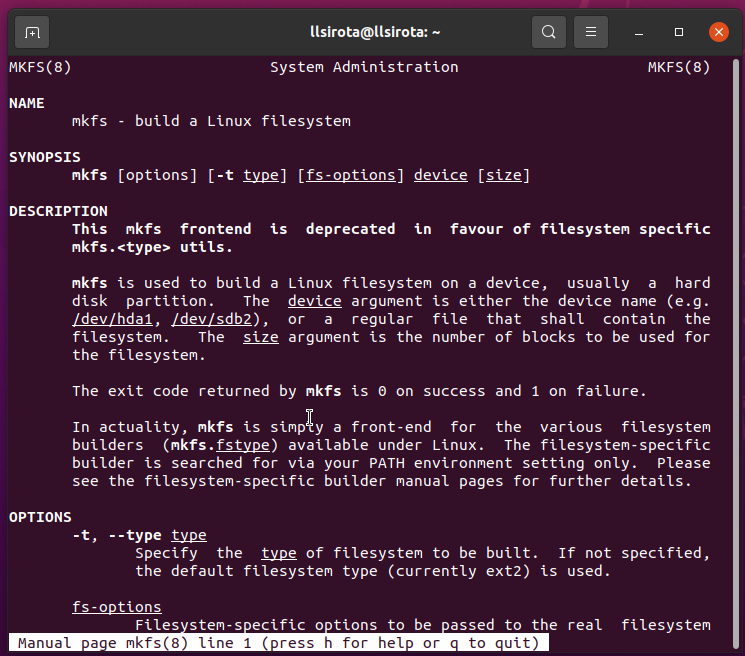 llsirota@llsirota: ~
MKFS(8) System Administration MKFS(8)
NAME
mkfs - build a Linux filesystem
SYNOPSIS
mkfs [options] [-t type] [fs-options] device [size]
DESCRIPTION
This mkfs frontend is deprecated in favour of filesystem specific
mkfs.<type> utils.
mkfs is used to build a Linux filesystem on a device, usually a hard
disk partition. The device argument is either the device name (e.g.
/dev/hda1, /dev/sdb2), or a regular file that shall contain the
filesystem. The size argument is the number of blocks to be used for
the filesystem.
The exit code returned by mkfs is 0 on success and 1 on failure.
In actuality, mkfs is simply a front-end for the various filesystem
builders (mkfs.fstype) available under Linux. The filesystem-specific
builder is searched for via your PATH environment setting only. Please
see the filesystem-specific builder manual pages for further details.
OPTIONS
-t, --type type
Specify the type of filesystem to be built. If not specified,
the default filesystem type (currently ext2) is used.
fs-options
Filesystem-specific options to be passed to the real filesystem
Manual page mkfs(8) line 1 (press h for help or q to quit)